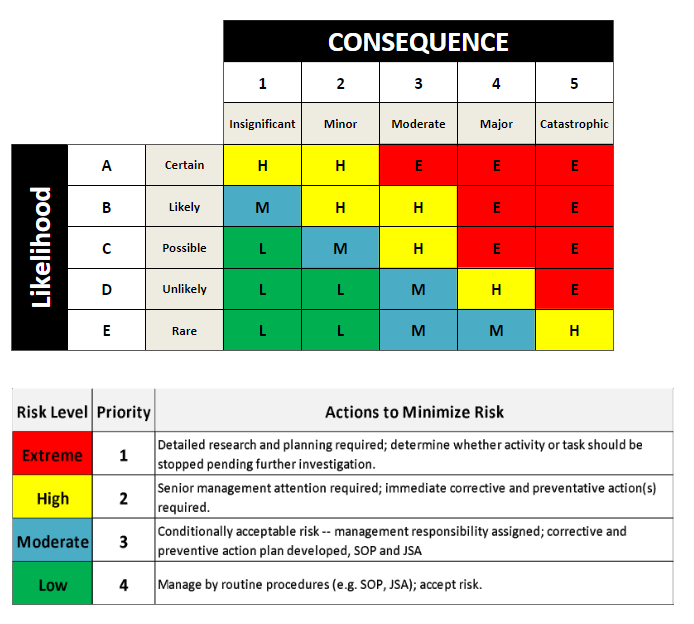 CONSEQUENCE
1 2 3 4 5
Insignificant Minor Moderate Major Catastrophic
Likelihood
A Certain H H E E E
B Likely M H H E E
C Possible L M H E E
D Unlikely L L M H E
E Rare L L M M H
Risk Level Priority Actions to Minimize Risk
Extreme 1 Detailed research and planning required; determine whether activity or task should be
stopped pending further investigation.
High 2 Senior management attention required; immediate corrective and preventative action(s)
required.
Moderate 3 Conditionally acceptable risk -- management responsibility assigned; corrective and
preventive action plan developed, SOP and JSA
Low 4 Manage by routine procedures (e.g. SOP, JSA); accept risk.